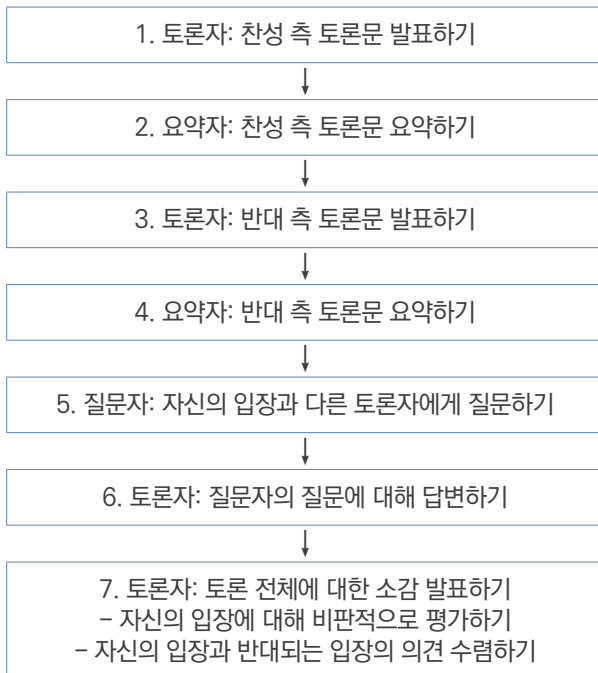 1. 토론자: 찬성 측 토론문 발표하기
2. 요약자: 찬성 측 토론문 요약하기
3. 토론자: 반대 측 토론문 발표하기
4. 요약자: 반대 측 토론문 요약하기
5. 질문자: 자신의 입장과 다른 토론자에게 질문하기
6. 토론자: 질문자의 질문에 대해 답변하기
7. 토론자: 토론 전체에 대한 소감 발표하기
– 자신의 입장에 대해 비판적으로 평가하기
– 자신의 입장과 반대되는 입장의 의견 수렴하기